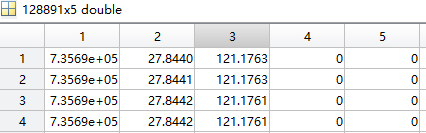 128891x5 double
1 2 3 4 5
1 7.3569e+05 27.8440 121.1763 0 0
2 7.3569e+05 27.8441 121.1763 0 0
3 7.3569e+05 27.8442 121.1761 0 0
4 7.3569e+05 27.8442 121.1761 0 0